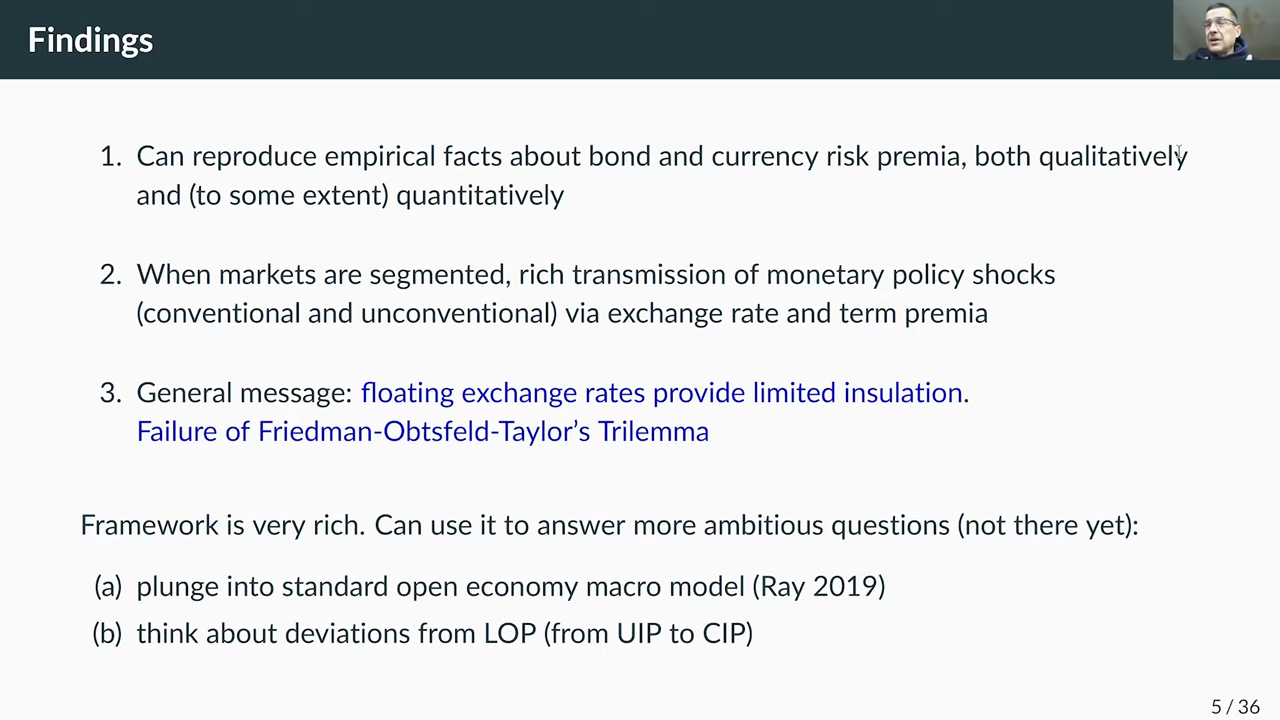 Findings
1. Can reproduce empirical facts about bond and currency risk premia, both qualitatively
and (to some extent) quantitatively
2. When markets are segmented, rich transmission of monetary policy shocks
(conventional and unconventional) via exchange rate and term premia
3. General message: floating exchange rates provide limited insulation.
Failure of Friedman-Obtsfeld-Taylor’s Trilemma
Framework is very rich. Can use it to answer more ambitious questions (not there yet):
(a) plunge into standard open economy macro model (Ray 2019)
(b) think about deviations from LOP (from UIP to CIP)
5 / 36